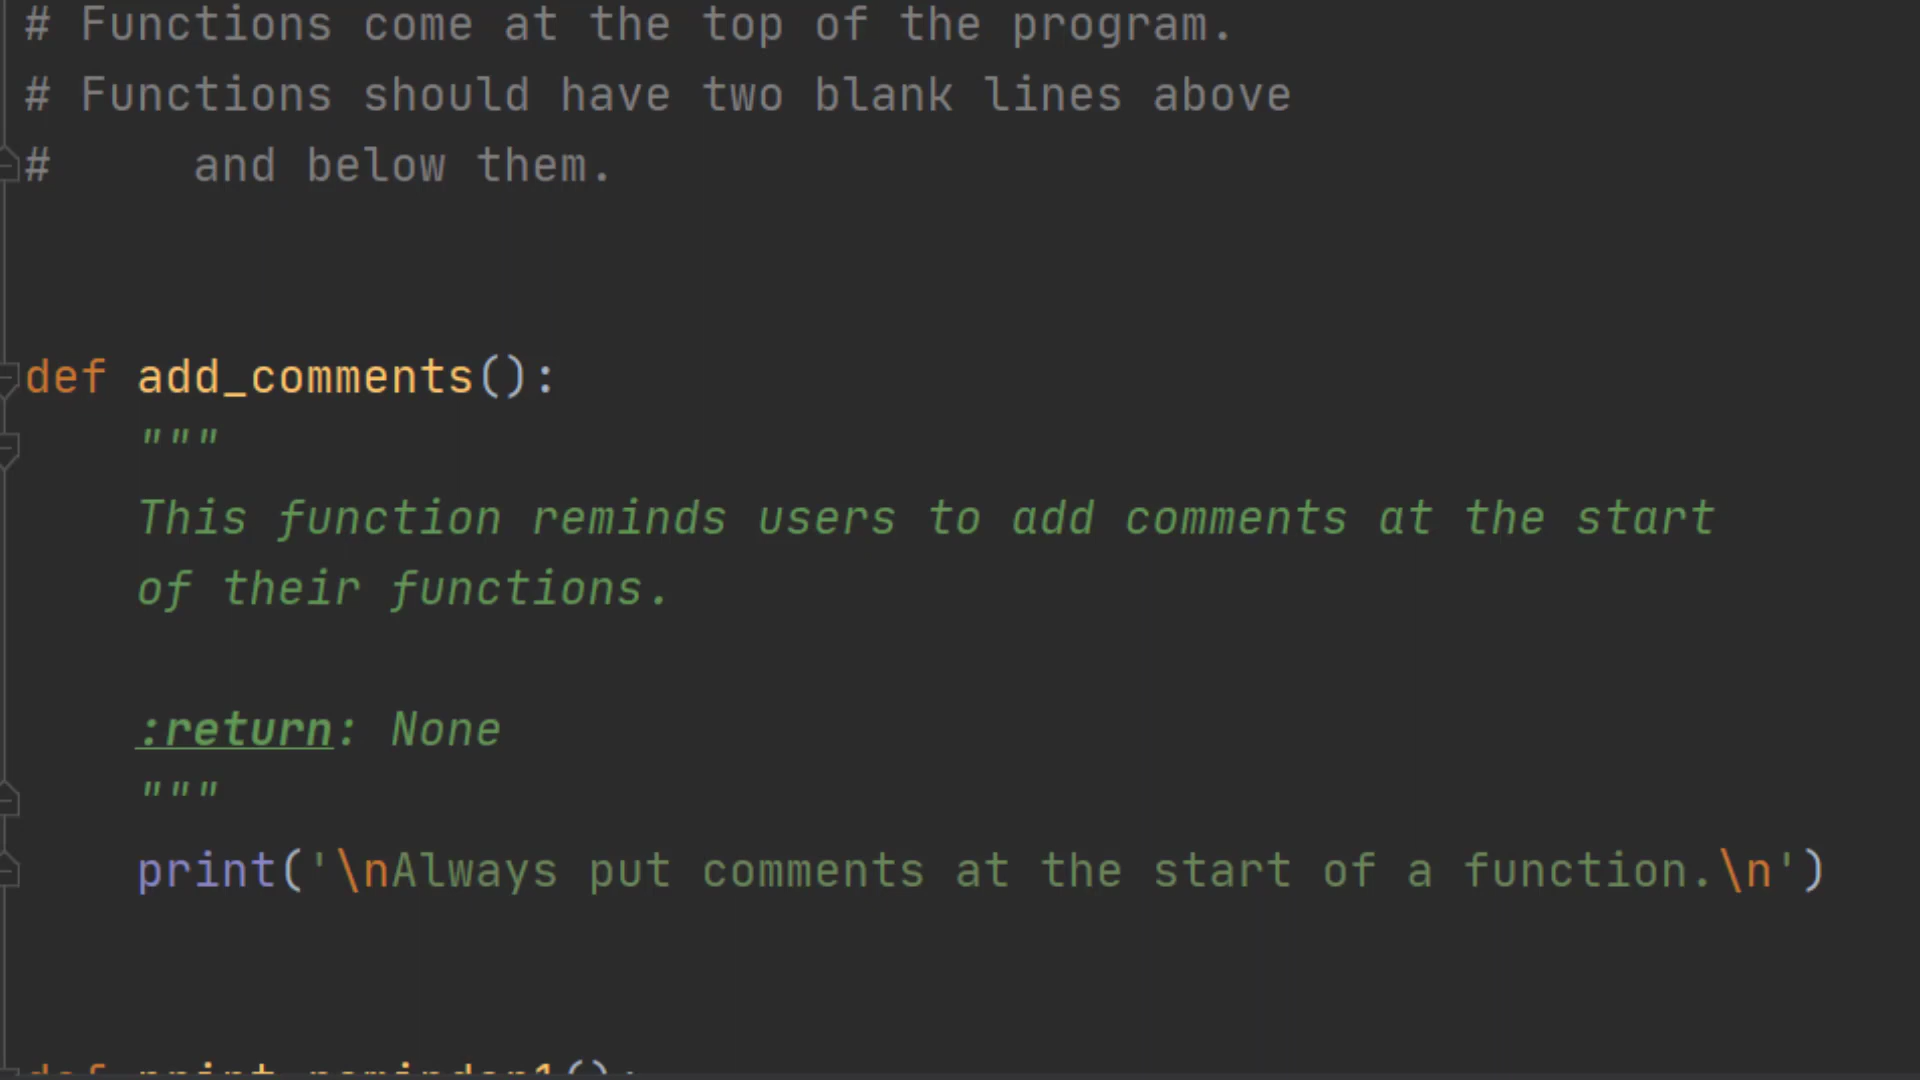 # Functions come at the top of the program.
# Functions should have two blank lines above
#     and below them.
def add_comments():
    """
    This function reminds users to add comments at the start
    of their functions.
    :return: None
    """
    print('\nAlways put comments at the start of a function.\n')
def print_reminder1():